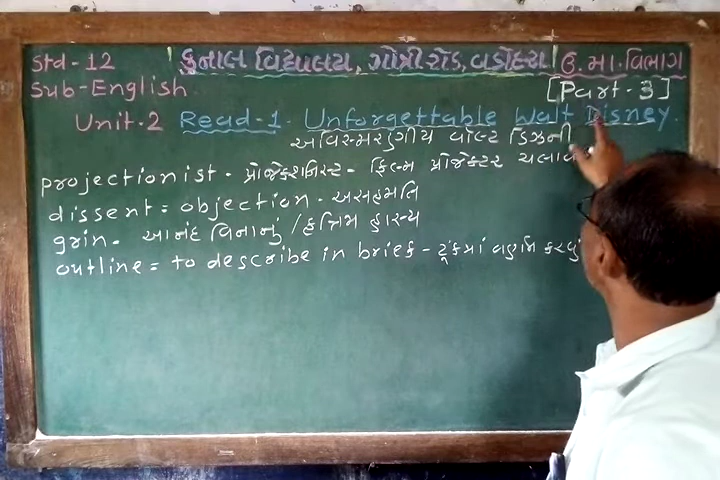 Std-12 કુનાલ વિદ્યાલય, ગોત્રી રોડ, વડોદરા ઉ.મા.વિભાગ
Sub-English [Part-3]
Unit-2 Read-1. Unforgettable Walt Disney.
અવિસ્મરણીય વોલ્ટ ડિઝની
projectionist - પ્રોજેક્શનિસ્ટ - ફિલ્મ પ્રોજેક્ટર
dissent = objection - અસહમતિ
grin - આનંદ વિનાનું / કૃત્રિમ હાસ્ય
outline = to describe in brief - ટૂંકમાં વર્ણન કરવું